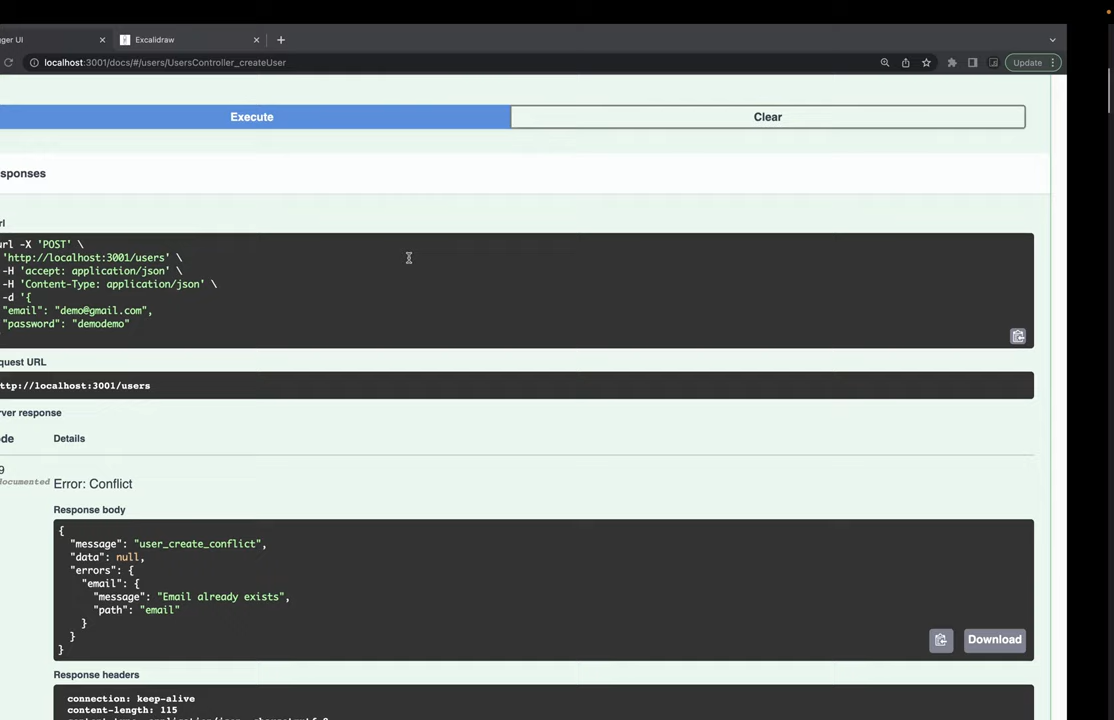 gger UI
Excalidraw
localhost:3001/docs/#/users/UsersController_createUser
Update
Execute
Clear
sponses
rl
url -X 'POST' \
'http://localhost:3001/users' \
-H 'accept: application/json' \
-H 'Content-Type: application/json' \
-d '{
"email": "demo@gmail.com",
"password": "demodemo"
quest URL
ttp://localhost:3001/users
rver response
de
Details
9
documented
Error: Conflict
Response body
{
"message": "user_create_conflict",
"data": null,
"errors": {
"email": {
"message": "Email already exists",
"path": "email"
}
}
}
Download
Response headers
connection: keep-alive
content-length: 115